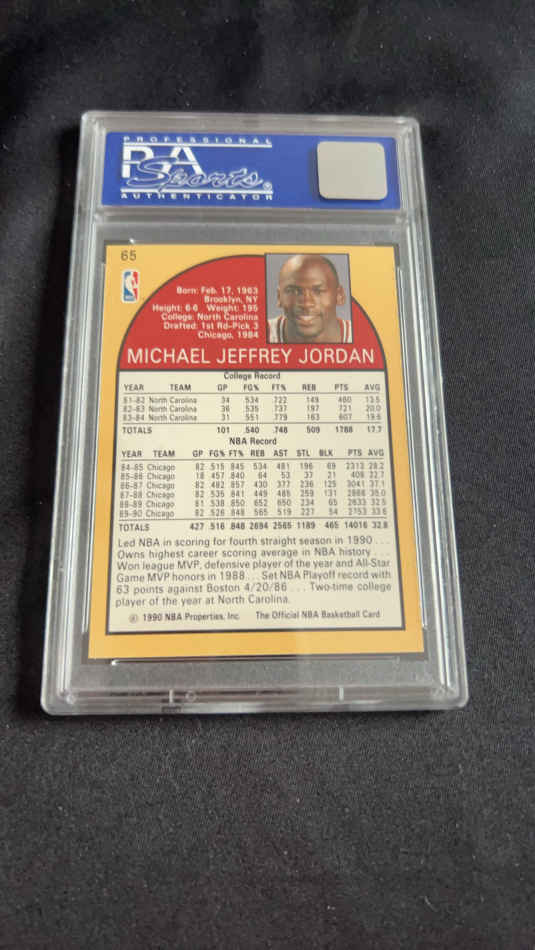 PROFESSIONAL
PSA
Sports®
AUTHENTICATOR
65
Born: Feb. 17, 1963
Brooklyn, NY
Height: 6-6 Weight: 195
College: North Carolina
Drafted: 1st Rd-Pick 3
Chicago, 1984
MICHAEL JEFFREY JORDAN
College Record
YEAR TEAM GP FG% FT% REB PTS AVG
81-82 North Carolina 34 .534 .722 149 460 13.5
82-83 North Carolina 36 .535 .737 197 721 20.0
83-84 North Carolina 31 .551 .779 163 607 19.6
TOTALS 101 .540 .748 509 1788 17.7
NBA Record
YEAR TEAM GP FG% FT% REB AST STL BLK PTS AVG
84-85 Chicago 82 .515 .845 534 481 196 69 2313 28.2
85-86 Chicago 18 .457 .840 64 53 37 21 408 22.7
86-87 Chicago 82 .482 .857 430 377 236 125 3041 37.1
87-88 Chicago 82 .535 .841 449 485 259 131 2868 35.0
88-89 Chicago 81 .538 .850 652 650 234 65 2633 32.5
89-90 Chicago 82 .526 .848 565 519 227 54 2753 33.6
TOTALS 427 .516 .848 2694 2565 1189 465 14016 32.8
Led NBA in scoring for fourth straight season in 1990 . . .
Owns highest career scoring average in NBA history . . .
Won league MVP, defensive player of the year and All-Star
Game MVP honors in 1988 . . . Set NBA Playoff record with
63 points against Boston 4/20/86 . . . Two-time college
player of the year at North Carolina.
© 1990 NBA Properties, Inc. The Official NBA Basketball Card